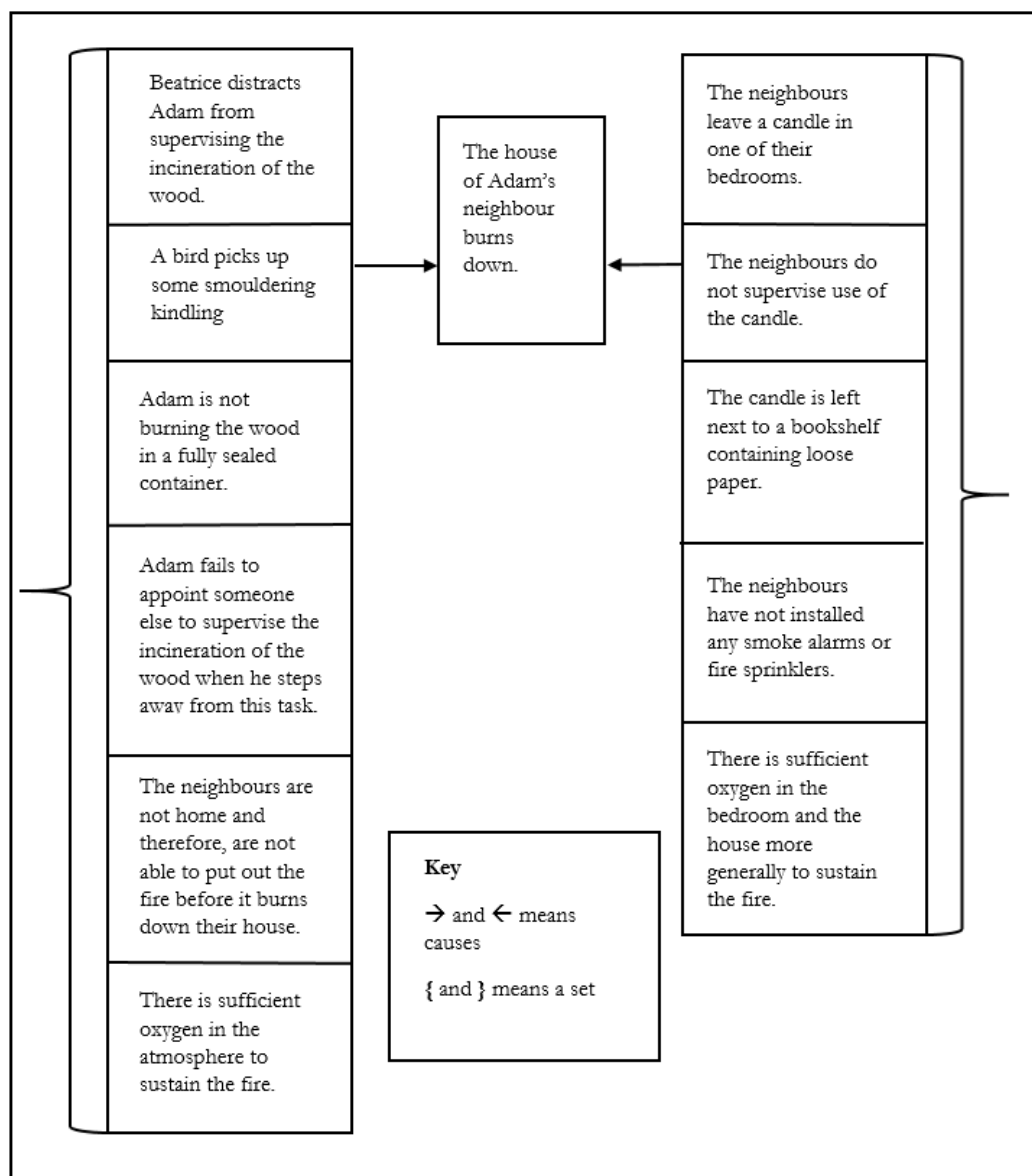 Beatrice distracts
Adam from
supervising the
incineration of the
wood.
A bird picks up
some smouldering
kindling
Adam is not
burning the wood
in a fully sealed
container.
Adam fails to
appoint someone
else to supervise the
incineration of the
wood when he steps
away from this task.
The neighbours are
not home and
therefore, are not
able to put out the
fire before it burns
down their house.
There is sufficient
oxygen in the
atmosphere to
sustain the fire.
The house
of Adam’s
neighbour
burns
down.
The neighbours
leave a candle in
one of their
bedrooms.
The neighbours do
not supervise use of
the candle.
The candle is left
next to a bookshelf
containing loose
paper.
The neighbours
have not installed
any smoke alarms or
fire sprinklers.
There is sufficient
oxygen in the
bedroom and the
house more
generally to sustain
the fire.
Key
→ and ← means
causes
{ and } means a set